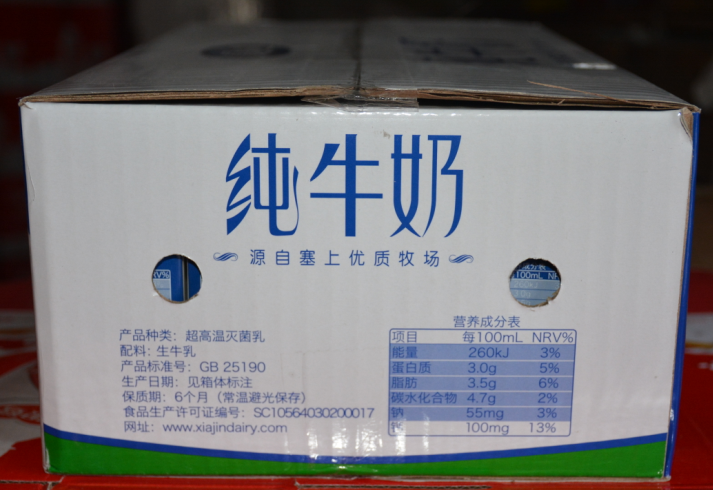 纯牛奶
源自塞上优质牧场
产品种类：超高温灭菌乳
配料：生牛乳
产品标准号：GB 25190
生产日期：见箱体标注
保质期：6个月（常温避光保存）
食品生产许可证编号：SC10564030200017
网址：www.xiajindairy.com
营养成分表
项目 每100mL NRV%
能量 260kJ 3%
蛋白质 3.0g 5%
脂肪 3.5g 6%
碳水化合物 4.7g 2%
钠 55mg 3%
钙 100mg 13%